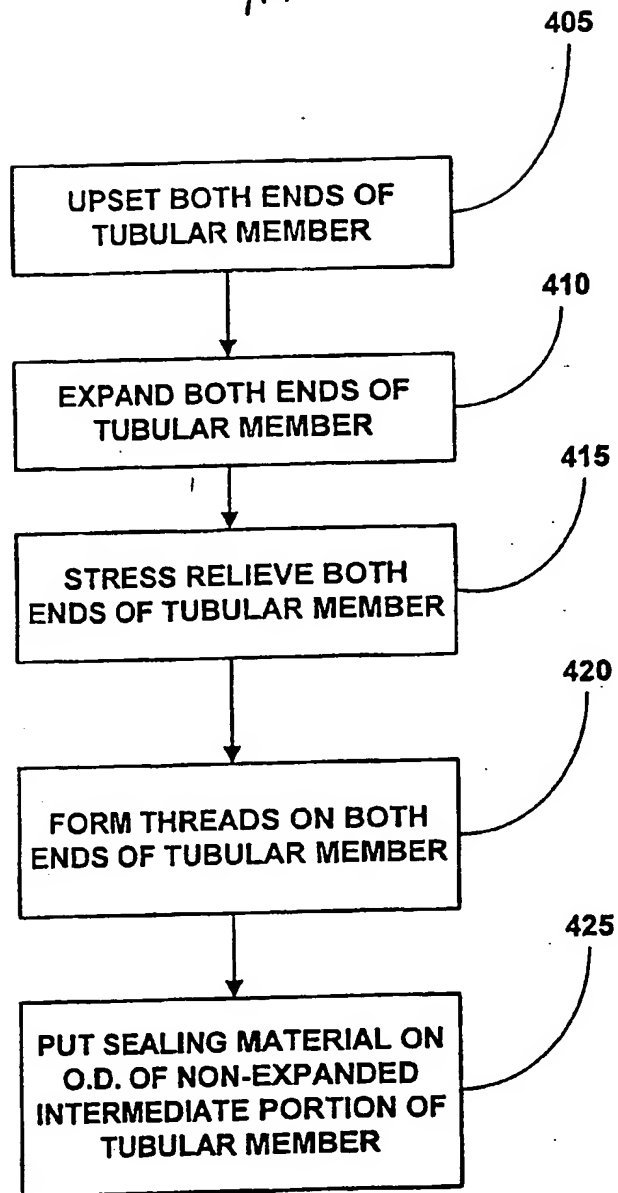 405
UPSET BOTH ENDS OF
TUBULAR MEMBER
410
EXPAND BOTH ENDS OF
TUBULAR MEMBER
415
STRESS RELIEVE BOTH
ENDS OF TUBULAR MEMBER
420
FORM THREADS ON BOTH
ENDS OF TUBULAR MEMBER
425
PUT SEALING MATERIAL ON
O.D. OF NON-EXPANDED
INTERMEDIATE PORTION OF
TUBULAR MEMBER